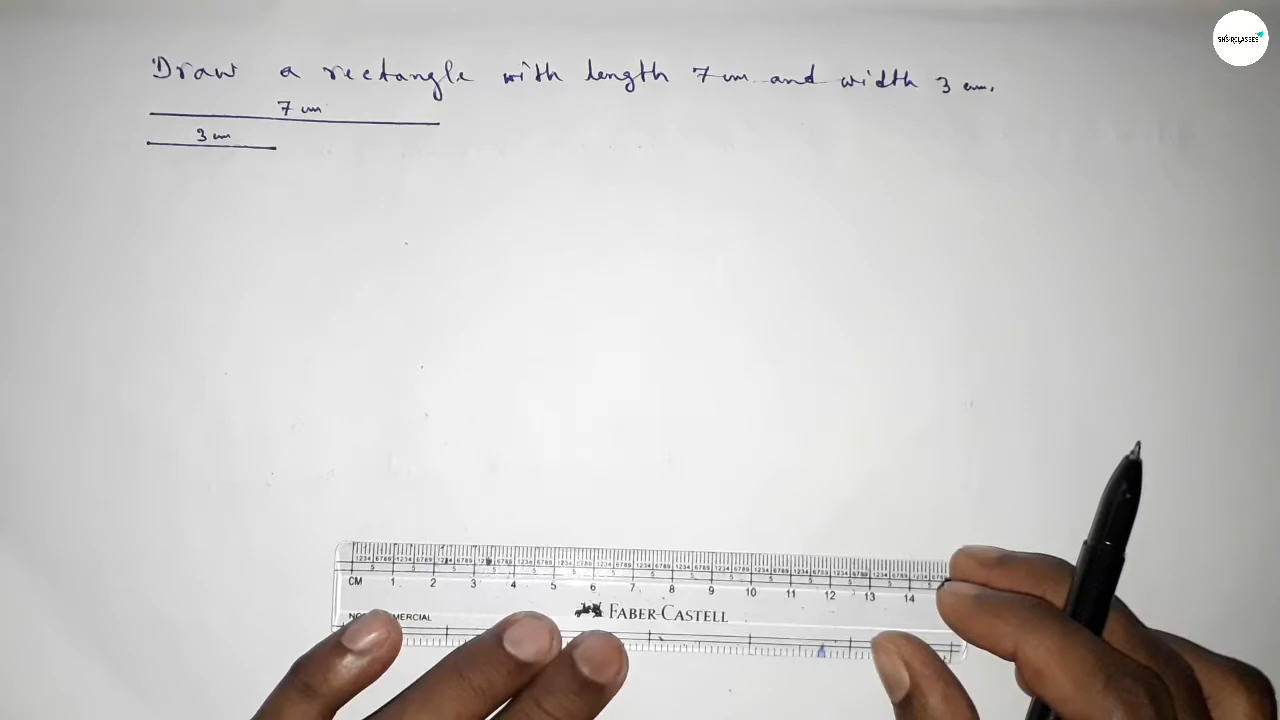 SHSIRCLASSES
Draw a rectangle with length 7 cm and width 3 cm.
7 cm
3 cm
CM 1 2 3 4 5 6 7 8 9 10 11 12 13 14
FABER-CASTELL